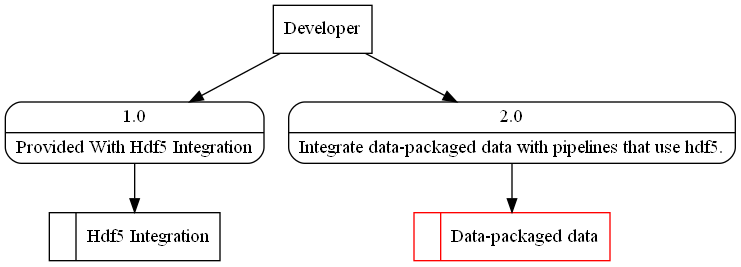 Developer
1.0
Provided With Hdf5 Integration
2.0
Integrate data-packaged data with pipelines that use hdf5.
Hdf5 Integration
Data-packaged data